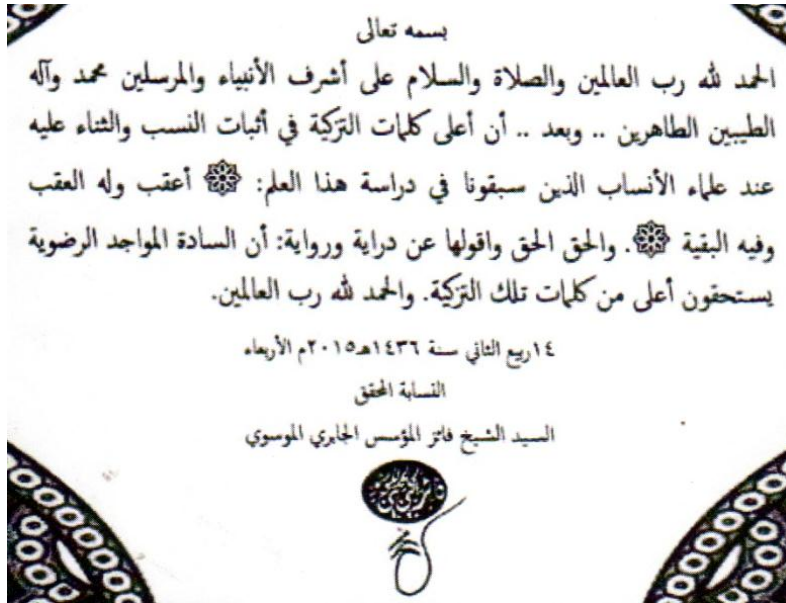 بسمه تعالى
الحمد لله رب العالمين والصلاة والسلام على أشرف الأنبياء والمرسلين محمد وآله
الطيبين الطاهرين .. وبعد .. أن أعلى كلمات التزكية في أثبات النسب والثناء عليه
عند علماء الأنساب الذين سبقونا في دراسة هذا العلم: ۞ أعقب وله العقب
وفيه البقية ۞. والحق الحق واقولها عن دراية ورواية: أن السادة المواجد الرضوية
يستحقون أعلى من كلمات تلك التزكية. والحمد لله رب العالمين.
١٤ ربيع الثاني سنة ١٤٣٦هـ٢٠١٥م الأربعاء
النسابة المحقق
السيد الشيخ فائز المؤسس الجابري الموسوي